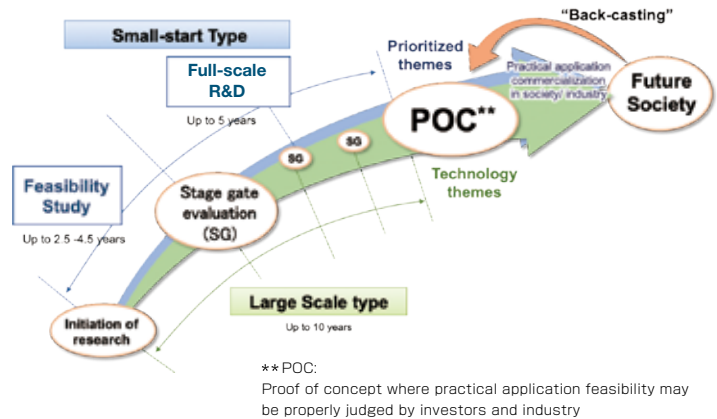 “Back-casting”
Small-start Type
Prioritized
themes
Full-scale
R&D
Up to 5 years
Practical application
commercialization
in society/ industry
Future
Society
POC**
SG
SG
Technology
themes
Feasibility
Study
Up to 2.5 -4.5 years
Stage gate
evaluation
(SG)
Large Scale type
Up to 10 years
Initiation of
research
**POC:
Proof of concept where practical application feasibility may
be properly judged by investors and industry